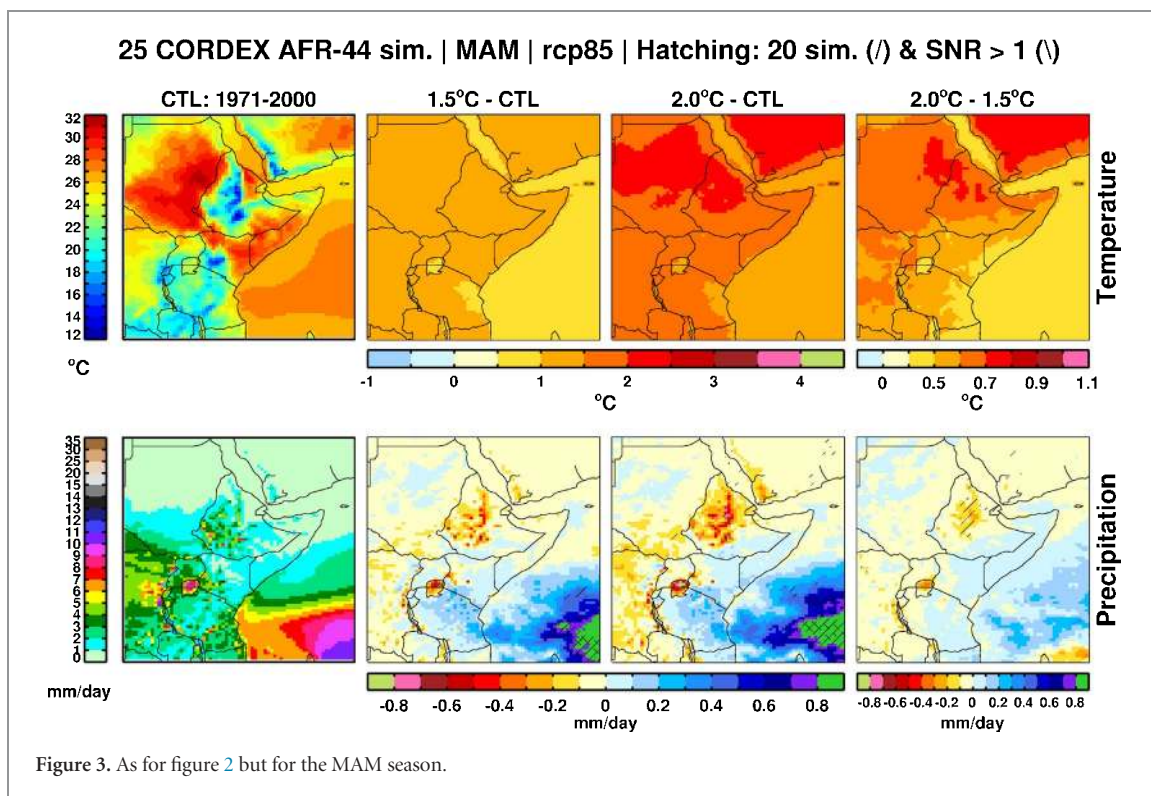 25 CORDEX AFR-44 sim. | MAM | rcp85 | Hatching: 20 sim. (/) & SNR > 1 (\)
CTL: 1971-2000
1.5°C - CTL
2.0°C - CTL
2.0°C - 1.5°C
32
30
28
26
24
22
20
18
16
14
12
°C
Temperature
-1 0 1 2 3 4
°C
0 0.5 0.7 0.9 1.1
°C
35
30
25
20
15
14
13
12
11
10
9
8
7
6
5
4
3
2
1
0
mm/day
Precipitation
-0.8 -0.6 -0.4 -0.2 0 0.2 0.4 0.6 0.8
mm/day
-0.8 -0.6 -0.4 -0.2 0 0.2 0.4 0.6 0.8
mm/day
Figure 3. As for figure 2 but for the MAM season.